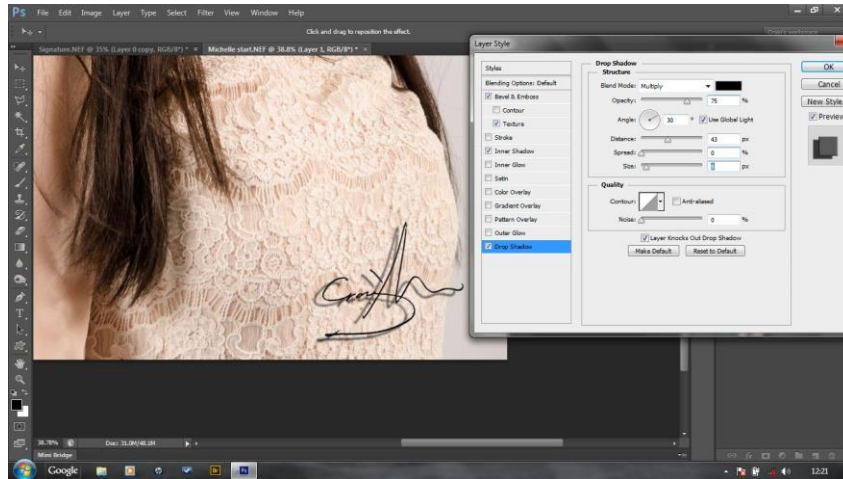 Ps File Edit Image Layer Type Select Filter View Window Help
Click and drag to reposition the effect.
Signature.NEF @ 35% (Layer 0 copy, RGB/8*) * × Michelle start.NEF @ 38.8% (Layer 1, RGB/8*) * ×
Layer Style
Styles
Blending Options: Default
Bevel & Emboss
Contour
Texture
Stroke
Inner Shadow
Inner Glow
Satin
Color Overlay
Gradient Overlay
Pattern Overlay
Outer Glow
Drop Shadow
Drop Shadow
Structure
Blend Mode: Multiply
Opacity: 75 %
Angle: 30 ° Use Global Light
Distance: 43 px
Spread: 0 %
Size: px
Quality
Contour: Anti-aliased
Noise: 0 %
Layer Knocks Out Drop Shadow
Make Default Reset to Default
OK
Cancel
New Style
Preview
38.78% Doc: 31.0M/48.1M
Mini Bridge
Google Br Ps 12:21